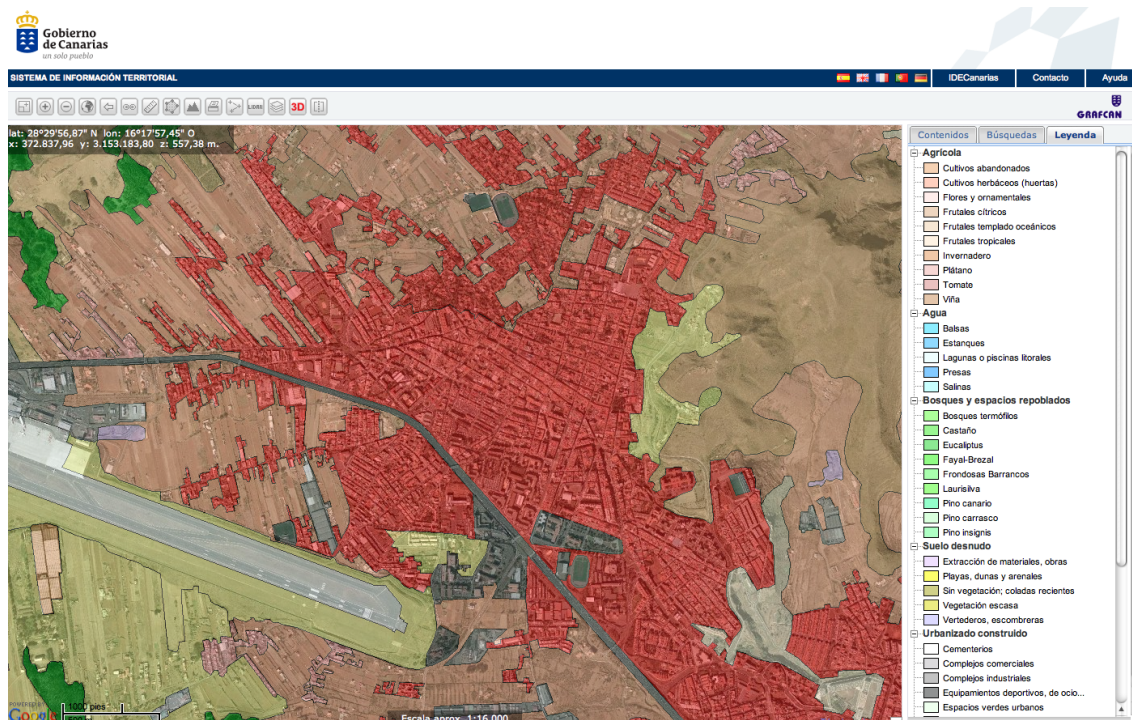 Gobierno
de Canarias
un solo pueblo
SISTEMA DE INFORMACIÓN TERRITORIAL
IDECanarias
Contacto
Ayuda
LIBRE
3D
GRAFCAN
lat: 28°29'56,87" N lon: 16°17'57,45" O
x: 372.837,96 y: 3.153.183,80 z: 557,38 m.
Contenidos
Búsquedas
Leyenda
Agrícola
Cultivos abandonados
Cultivos herbáceos (huertas)
Flores y ornamentales
Frutales cítricos
Frutales templado oceánicos
Frutales tropicales
Invernadero
Plátano
Tomate
Viña
Agua
Balsas
Estanques
Lagunas o piscinas litorales
Presas
Salinas
Bosques y espacios repoblados
Bosques termófilos
Castaño
Eucaliptus
Fayal-Brezal
Frondosas Barrancos
Laurisilva
Pino canario
Pino carrasco
Pino insignis
Suelo desnudo
Extracción de materiales, obras
Playas, dunas y arenales
Sin vegetación; coladas recientes
Vegetación escasa
Vertederos, escombreras
Urbanizado construido
Cementerios
Complejos comerciales
Complejos industriales
Equipamientos deportivos, de ocio...
Espacios verdes urbanos
POWERED BY
Google
1000 pies
Escala aprox. 1:16.000